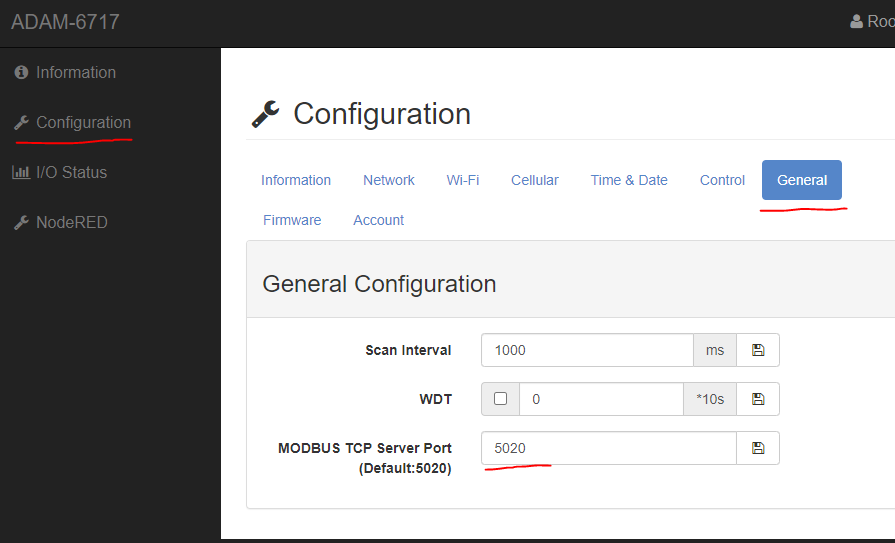 ADAM-6717
Roo
Information
Configuration
I/O Status
NodeRED
Configuration
Information Network Wi-Fi Cellular Time & Date Control General
Firmware Account
General Configuration
Scan Interval 1000 ms
WDT 0 *10s
MODBUS TCP Server Port 5020
(Default:5020)